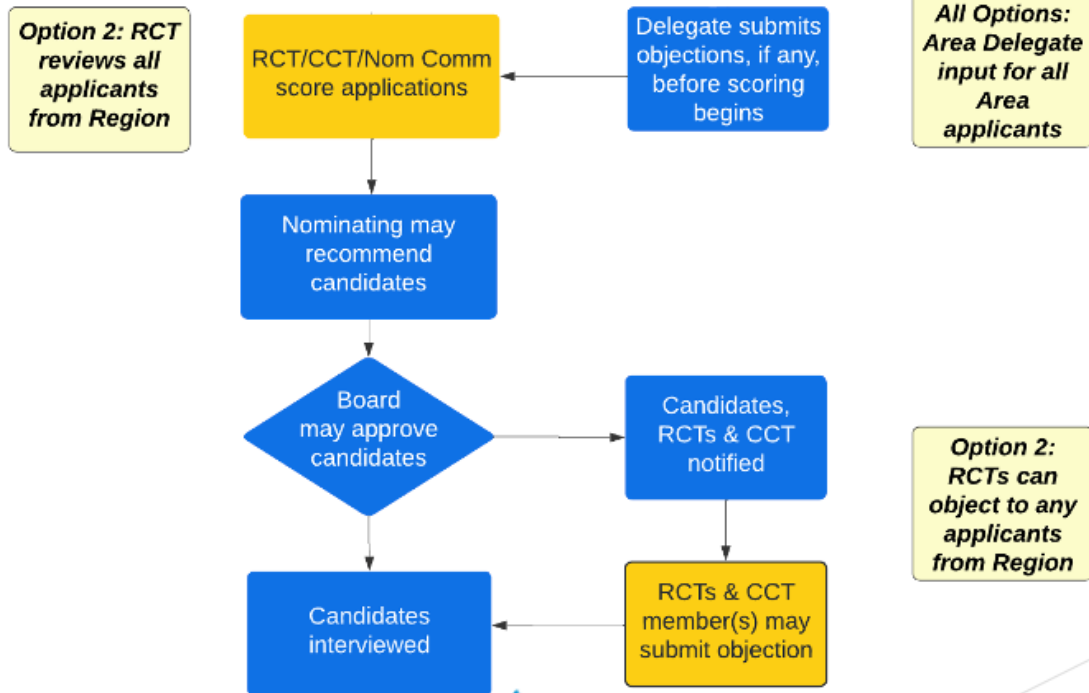 Option 2: RCT
reviews all
applicants
from Region
RCT/CCT/Nom Comm
score applications
Delegate submits
objections, if any,
before scoring
begins
All Options:
Area Delegate
input for all
Area
applicants
Nominating may
recommend
candidates
Board
may approve
candidates
Candidates,
RCTs & CCT
notified
Option 2:
RCTs can
object to any
applicants
from Region
Candidates
interviewed
RCTs & CCT
member(s) may
submit objection